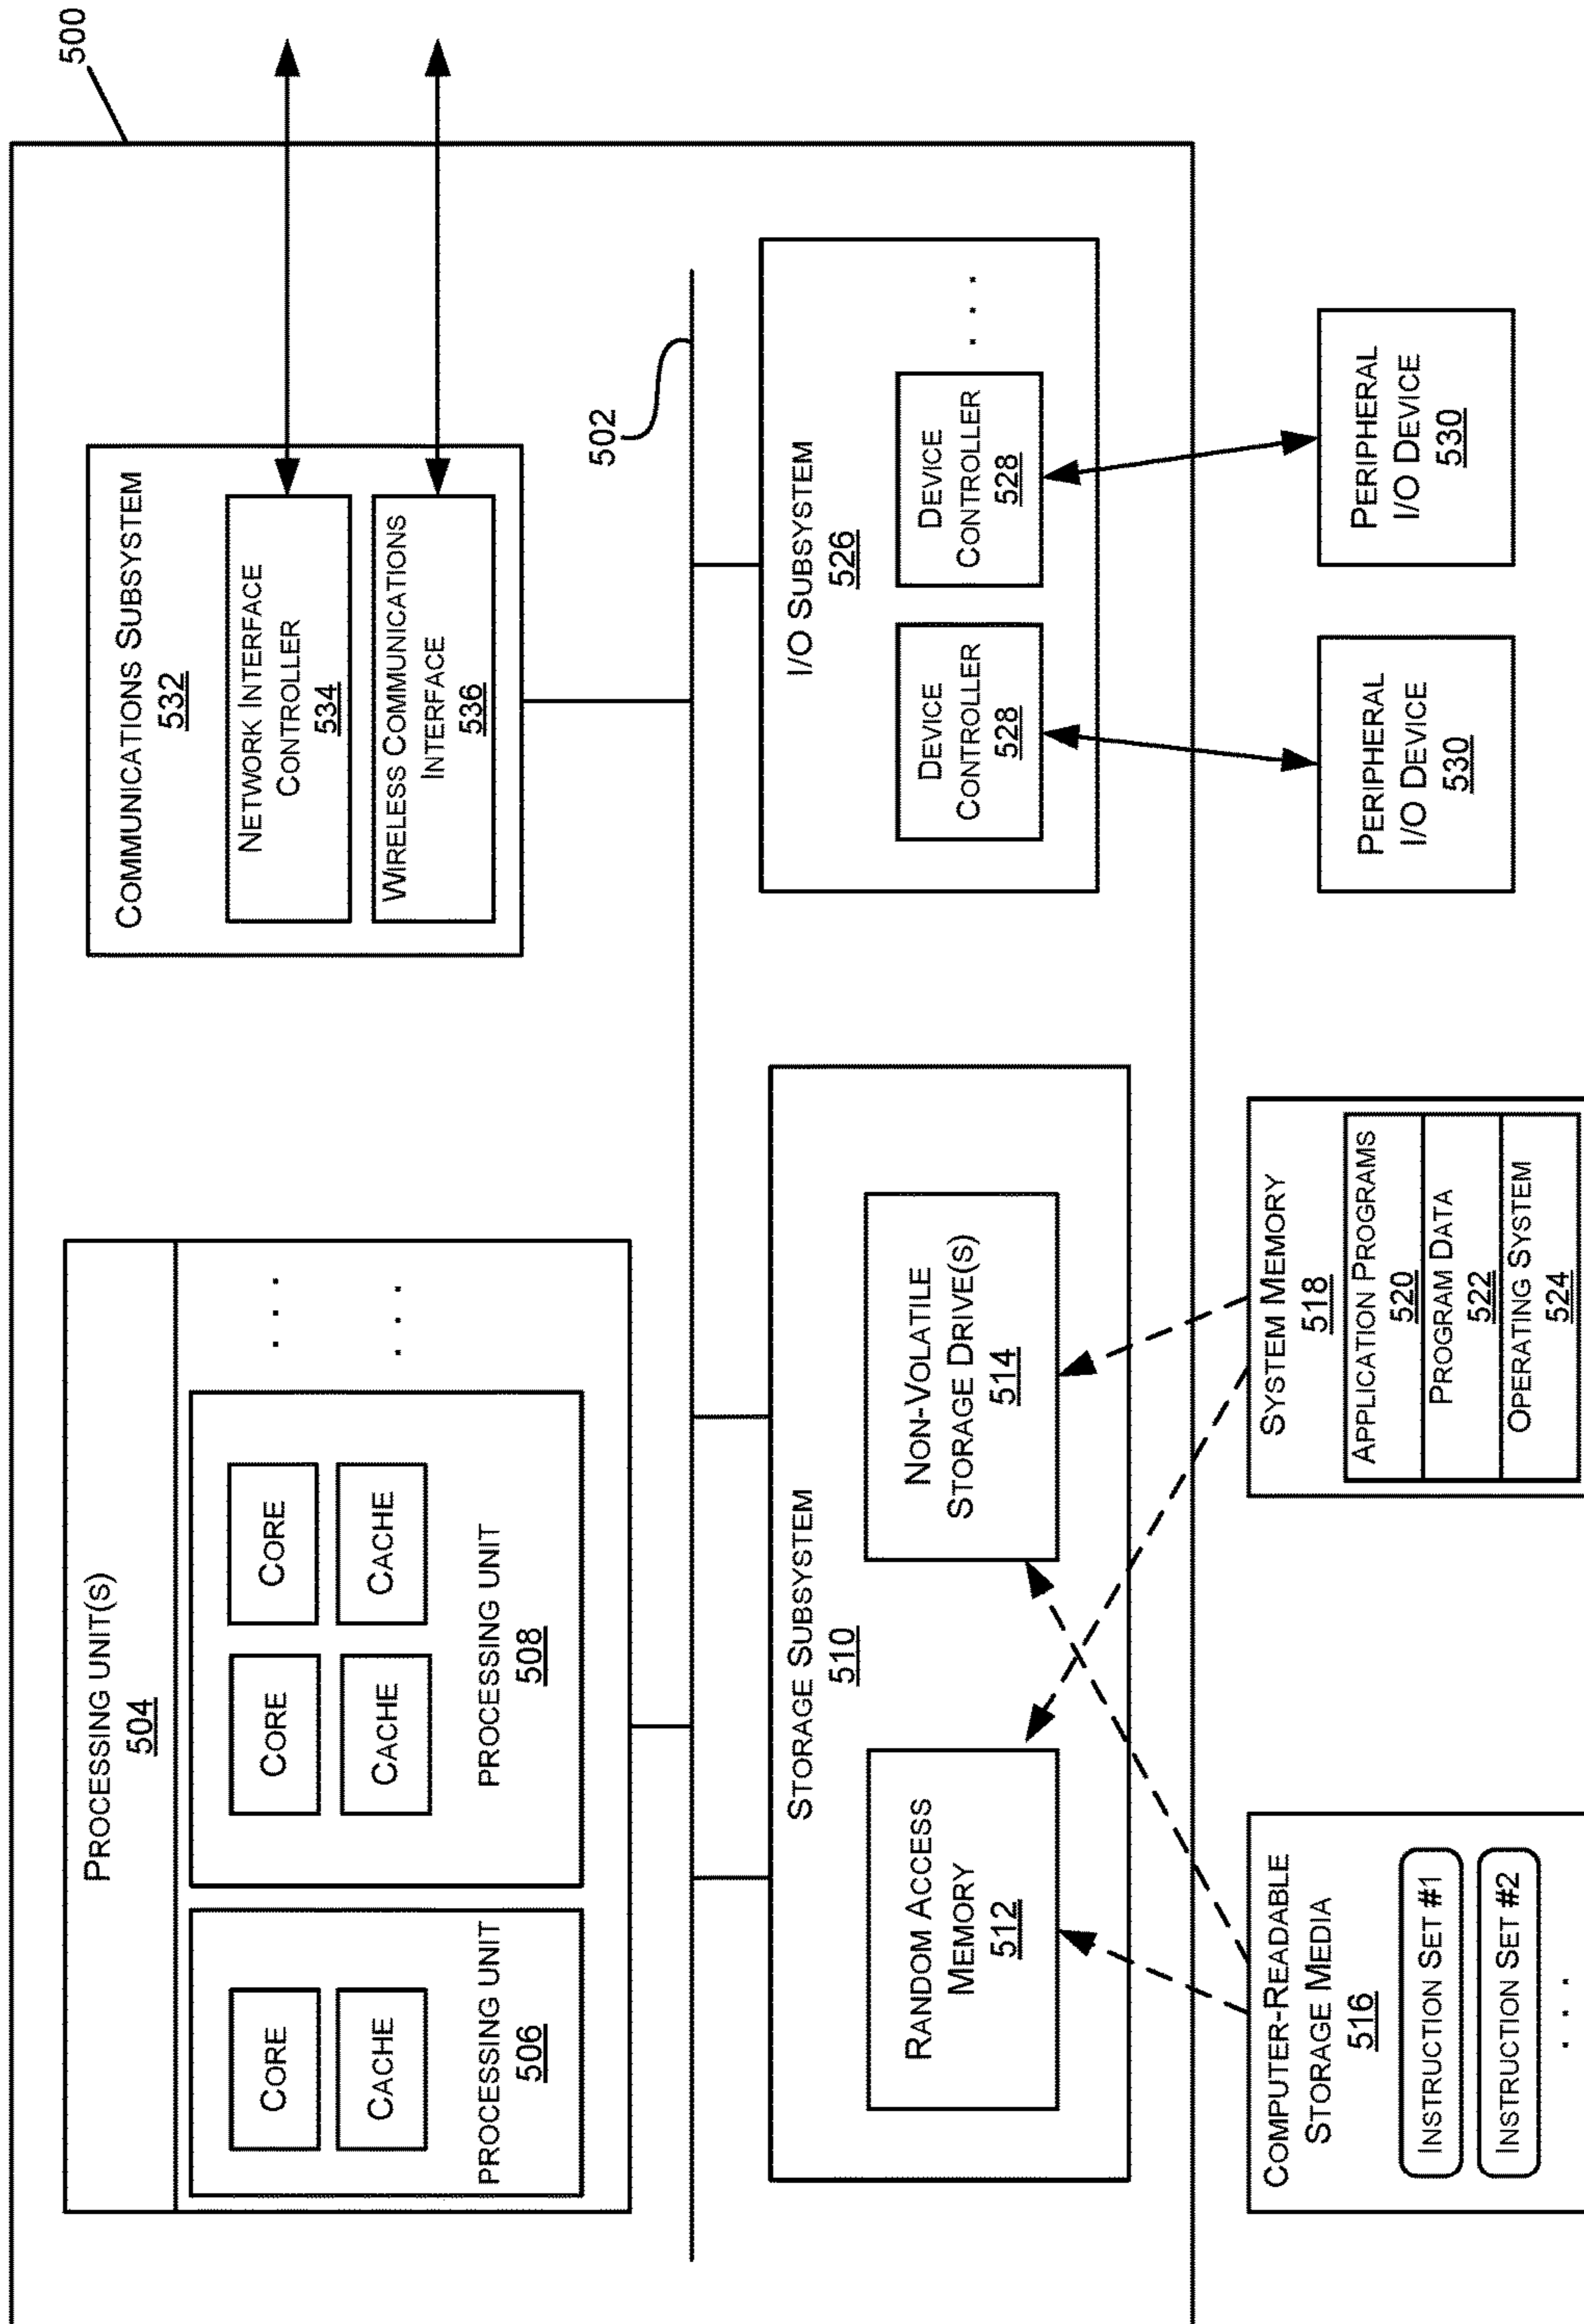 500
PROCESSING UNIT(S)
504
CORE
CACHE
PROCESSING UNIT
506
CORE
CORE
CACHE
CACHE
PROCESSING UNIT
508
. . .
. . .
COMMUNICATIONS SUBSYSTEM
532
NETWORK INTERFACE
CONTROLLER
534
WIRELESS COMMUNICATIONS
INTERFACE
536
502
STORAGE SUBSYSTEM
510
RANDOM ACCESS
MEMORY
512
NON-VOLATILE
STORAGE DRIVE(S)
514
I/O SUBSYSTEM
526
DEVICE
CONTROLLER
528
DEVICE
CONTROLLER
528
. . .
COMPUTER-READABLE
STORAGE MEDIA
516
INSTRUCTION SET #1
INSTRUCTION SET #2
. . .
SYSTEM MEMORY
518
APPLICATION PROGRAMS
520
PROGRAM DATA
522
OPERATING SYSTEM
524
PERIPHERAL
I/O DEVICE
530
PERIPHERAL
I/O DEVICE
530